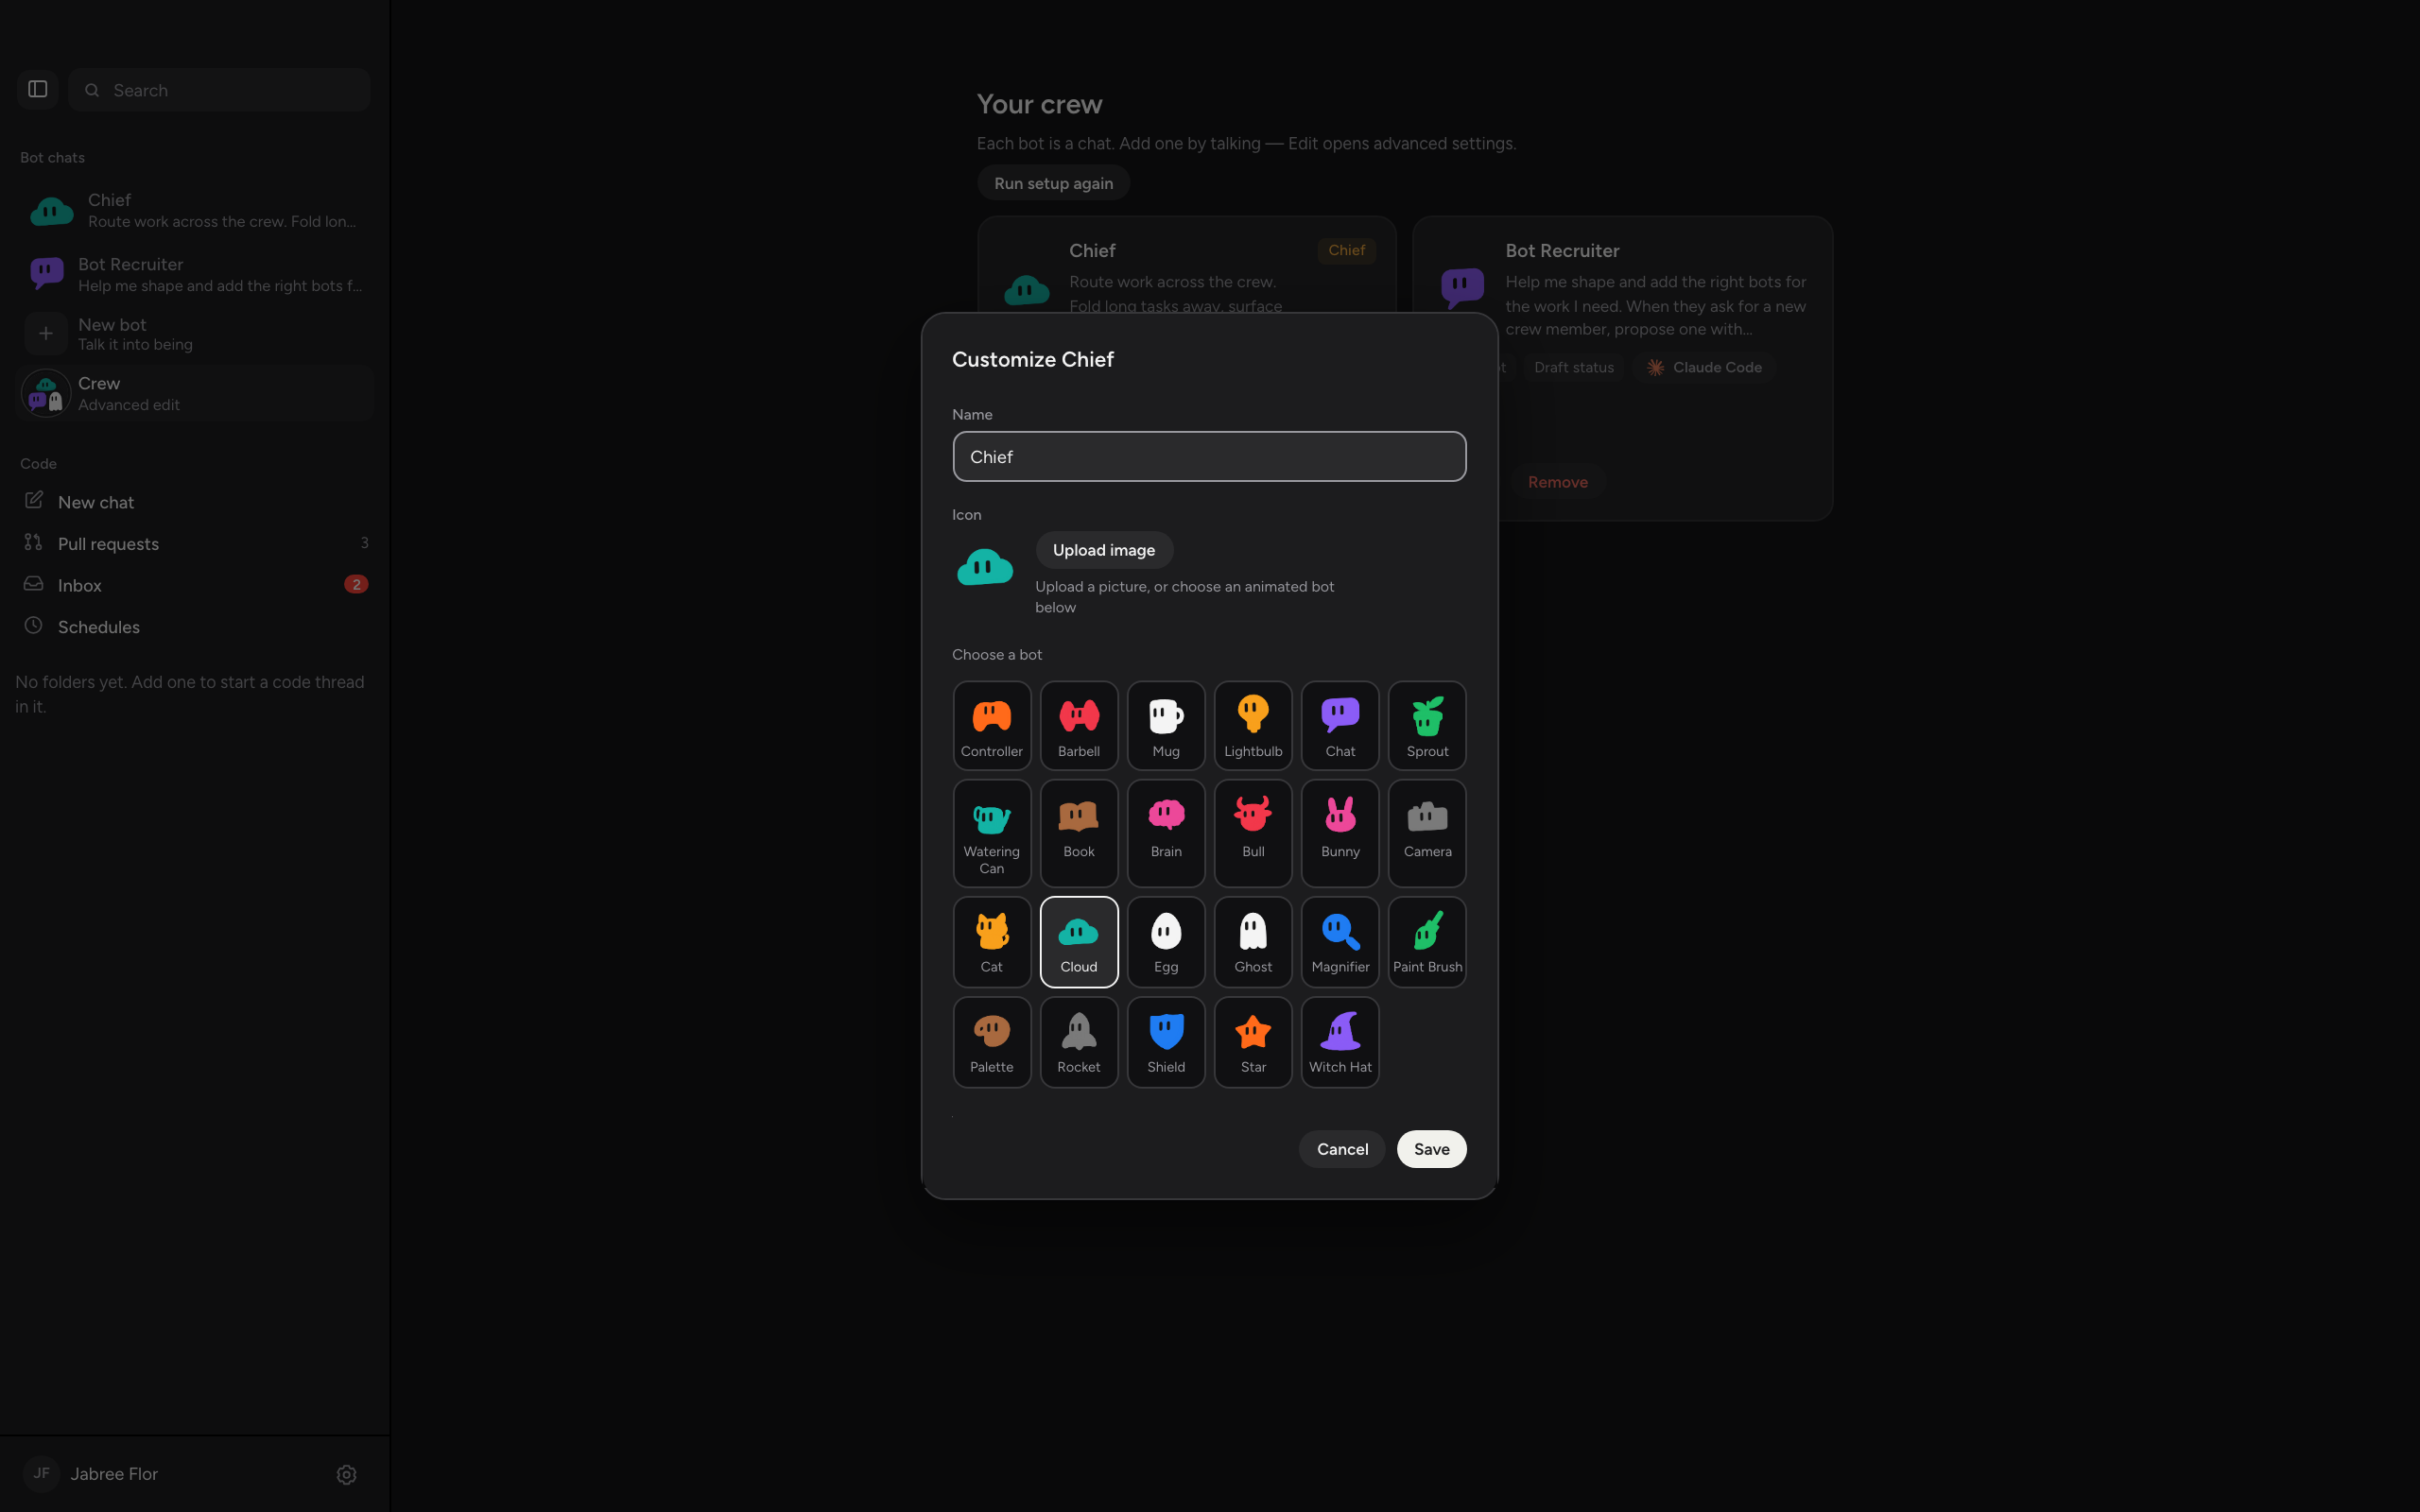 Search
Bot chats
Chief
Route work across the crew. Fold lon...
Bot Recruiter
Help me shape and add the right bots f...
New bot
Talk it into being
Crew
Advanced edit
Code
New chat
Pull requests 3
Inbox 2
Schedules
No folders yet. Add one to start a code thread
in it.
JF Jabree Flor
Your crew
Each bot is a chat. Add one by talking — Edit opens advanced settings.
Run setup again
Chief Chief
Route work across the crew.
Fold long tasks away, surface
Bot Recruiter
Help me shape and add the right bots for
the work I need. When they ask for a new
crew member, propose one with...
Draft status Claude Code
Remove
Customize Chief
Name
Chief
Icon
Upload image
Upload a picture, or choose an animated bot
below
Choose a bot
Controller Barbell Mug Lightbulb Chat Sprout
Watering Book Brain Bull Bunny Camera
Can
Cat Cloud Egg Ghost Magnifier Paint Brush
Palette Rocket Shield Star Witch Hat
Cancel Save